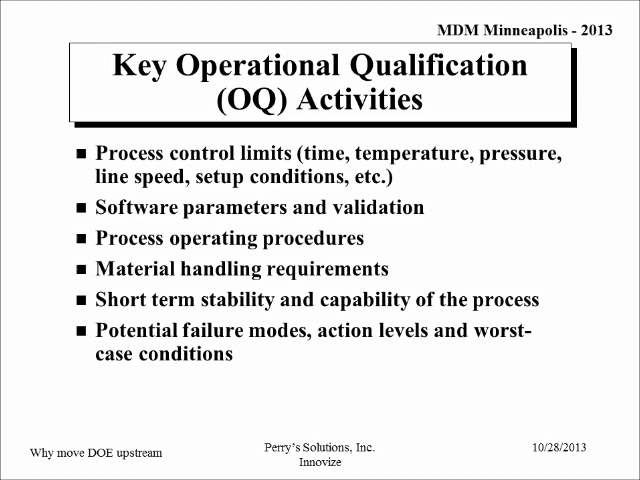 MDM Minneapolis - 2013
Key Operational Qualification
(OQ) Activities
Process control limits (time, temperature, pressure,
line speed, setup conditions, etc.)
Software parameters and validation
Process operating procedures
Material handling requirements
Short term stability and capability of the process
Potential failure modes, action levels and worst-
case conditions
Why move DOE upstream
Perry's Solutions, Inc.
Innovize
10/28/2013